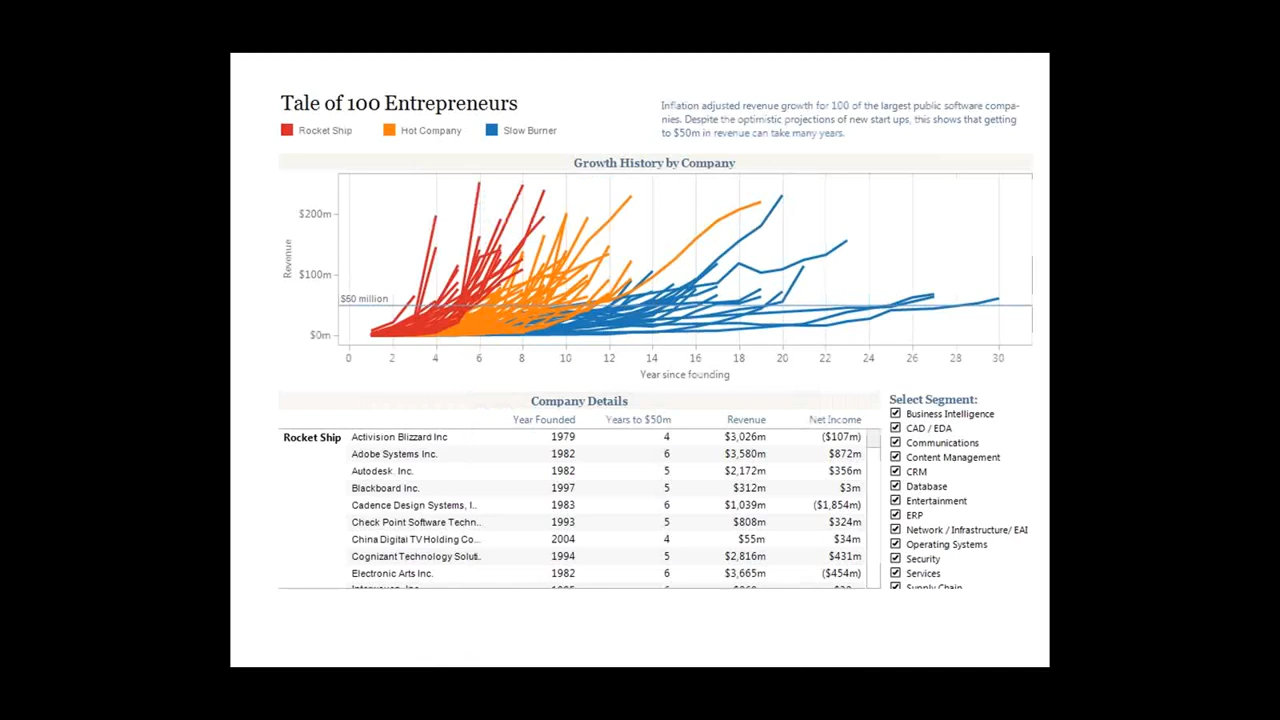 Tale of 100 Entrepreneurs
Rocket Ship Hot Company Slow Burner
Inflation adjusted revenue growth for 100 of the largest public software compa-
nies. Despite the optimistic projections of new start ups, this shows that getting
to $50m in revenue can take many years.
Growth History by Company
Revenue
$200m
$100m
$50 million
$0m
0 2 4 6 8 10 12 14 16 18 20 22 24 26 28 30
Year since founding
Company Details
Year Founded Years to $50m Revenue Net Income
Rocket Ship Activision Blizzard Inc 1979 4 $3,026m ($107m)
Adobe Systems Inc. 1982 6 $3,580m $872m
Autodesk Inc. 1982 5 $2,172m $356m
Blackboard Inc. 1997 5 $312m $3m
Cadence Design Systems, I.. 1983 6 $1,039m ($1,854m)
Check Point Software Techn.. 1993 5 $808m $324m
China Digital TV Holding Co... 2004 4 $55m $34m
Cognizant Technology Solut.. 1994 5 $2,816m $431m
Electronic Arts Inc. 1982 6 $3,665m ($454m)
Select Segment:
Business Intelligence
CAD / EDA
Communications
Content Management
CRM
Database
Entertainment
ERP
Network / Infrastructure/ EAI
Operating Systems
Security
Services
Supply Chain